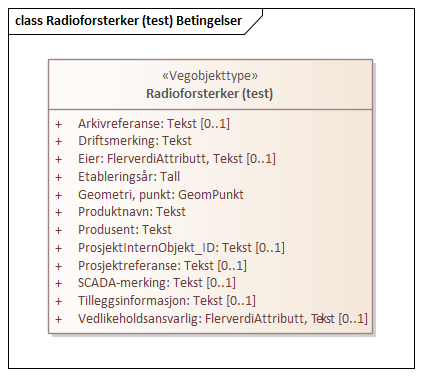 class Radioforsterker (test) Betingelser
«Vegobjekttype»
Radioforsterker (test)
+ Arkivreferanse: Tekst [0..1]
+ Driftsmerking: Tekst
+ Eier: FlerverdiAttributt, Tekst [0..1]
+ Etableringsår: Tall
+ Geometri, punkt: GeomPunkt
+ Produktnavn: Tekst
+ Produsent: Tekst
+ ProsjektInternObjekt_ID: Tekst [0..1]
+ Prosjektreferanse: Tekst [0..1]
+ SCADA-merking: Tekst [0..1]
+ Tilleggsinformasjon: Tekst [0..1]
+ Vedlikeholdsansvarlig: FlerverdiAttributt, Tekst [0..1]